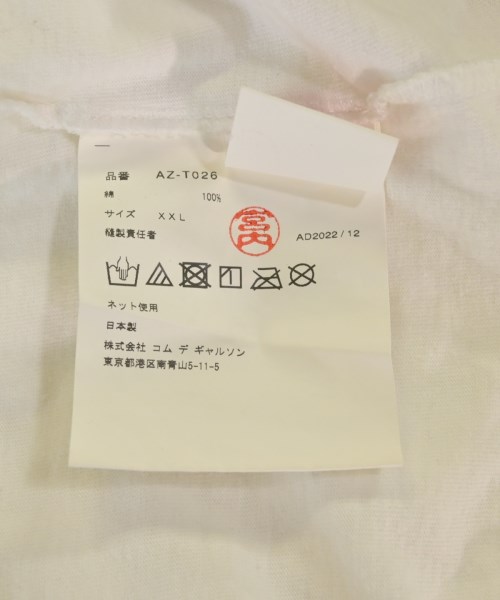 品番 AZ-T026
綿 100%
サイズ XXL
縫製責任者 宮内 AD2022/12
ネット使用
日本製
株式会社 コム デ ギャルソン
東京都港区南青山5-11-5